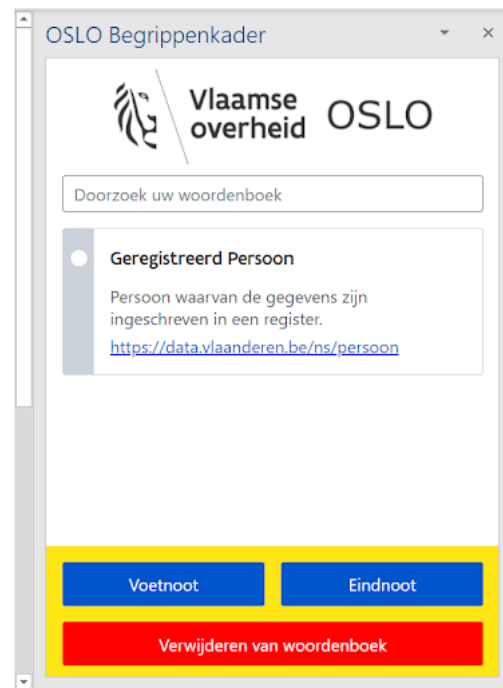 OSLO Begrippenkader
Vlaamse
overheid OSLO
Doorzoek uw woordenboek
Geregistreerd Persoon
Persoon waarvan de gegevens zijn
ingeschreven in een register.
https://data.vlaanderen.be/ns/persoon
Voetnoot Eindnoot
Verwijderen van woordenboek